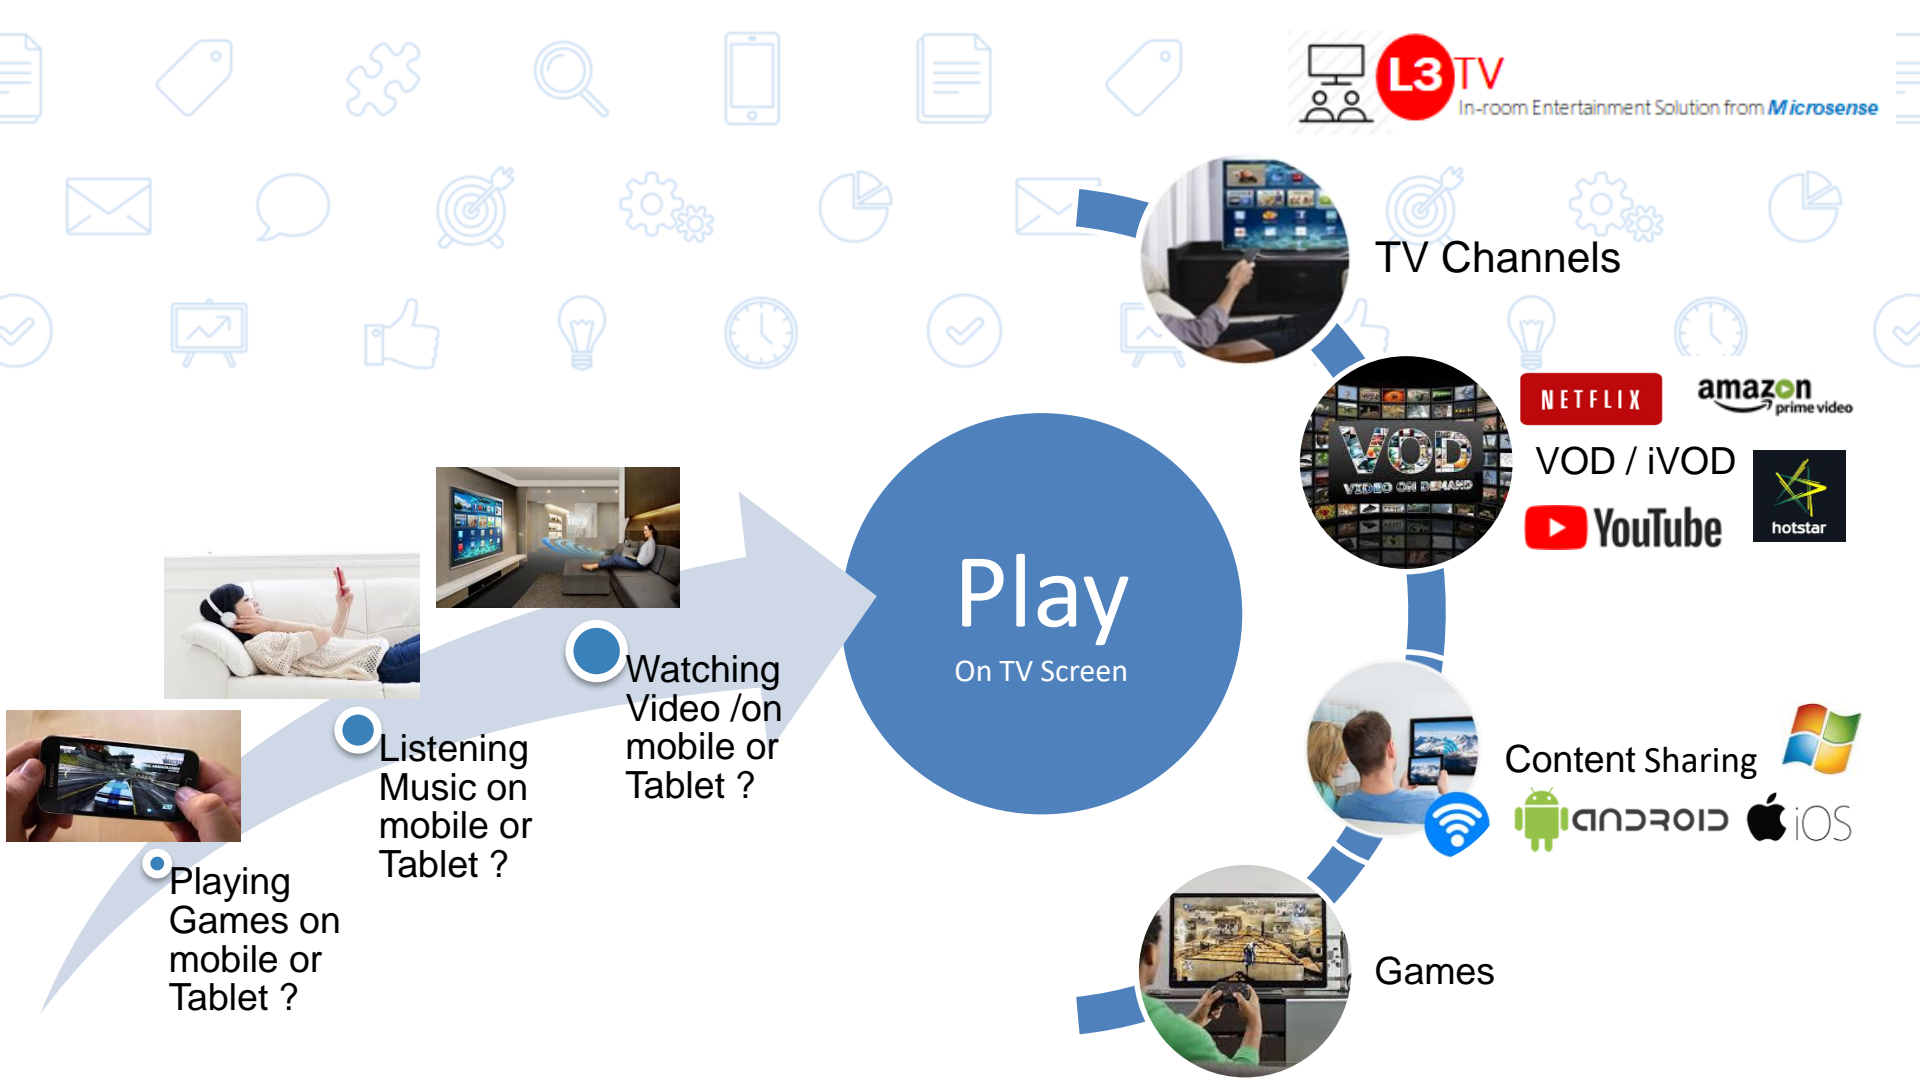 L3 TV
In-room Entertainment Solution from Microsense
TV Channels
NETFLIX
amazon
prime video
VOD
VIDEO ON DEMAND
VOD / iVOD
hotstar
YouTube
Play
On TV Screen
Watching
Video /on
mobile or
Tablet ?
Listening
Music on
mobile or
Tablet ?
Playing
Games on
mobile or
Tablet ?
Content Sharing
ANDROID
iOS
Games